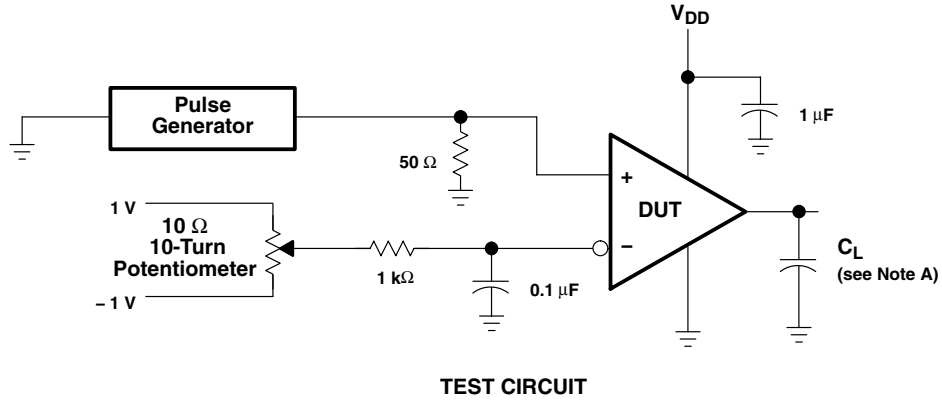 V_DD
Pulse
Generator
1 μF
50 Ω
+
DUT
1 V
10 Ω
10-Turn
Potentiometer
−
C_L
(see Note A)
1 kΩ
0.1 μF
– 1 V
TEST CIRCUIT